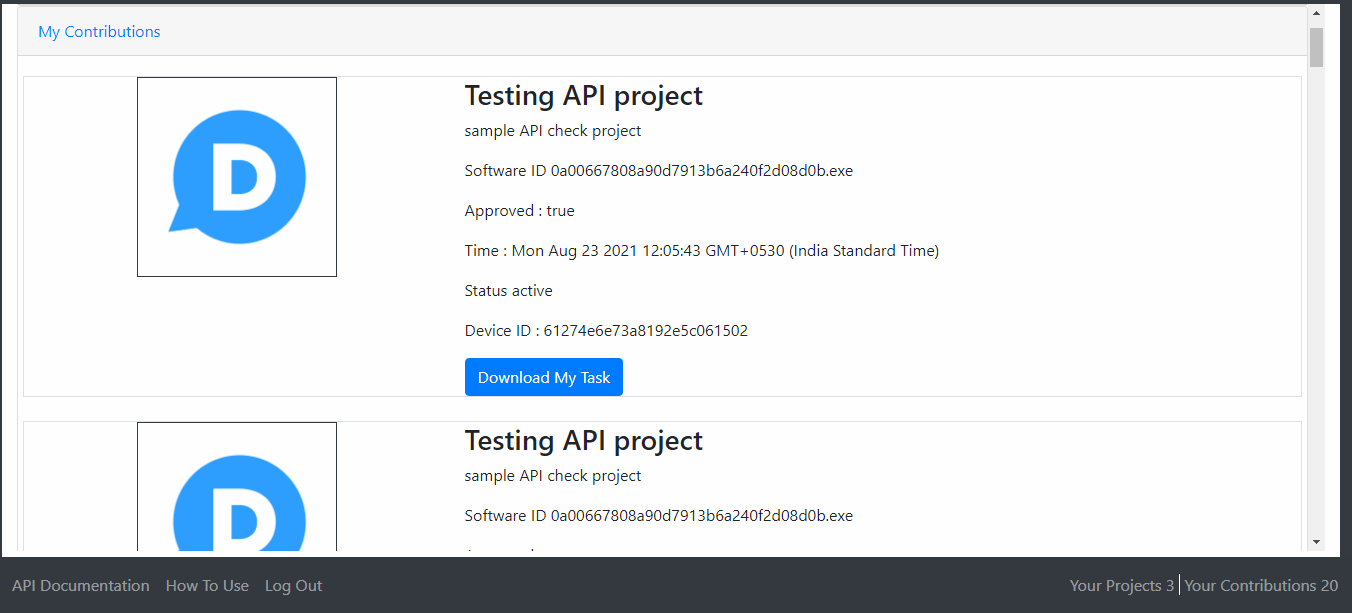 My Contributions
D
Testing API project
sample API check project
Software ID 0a00667808a90d7913b6a240f2d08d0b.exe
Approved : true
Time : Mon Aug 23 2021 12:05:43 GMT+0530 (India Standard Time)
Status active
Device ID : 61274e6e73a8192e5c061502
Download My Task
D
Testing API project
sample API check project
Software ID 0a00667808a90d7913b6a240f2d08d0b.exe
API Documentation How To Use Log Out
Your Projects 3 Your Contributions 20